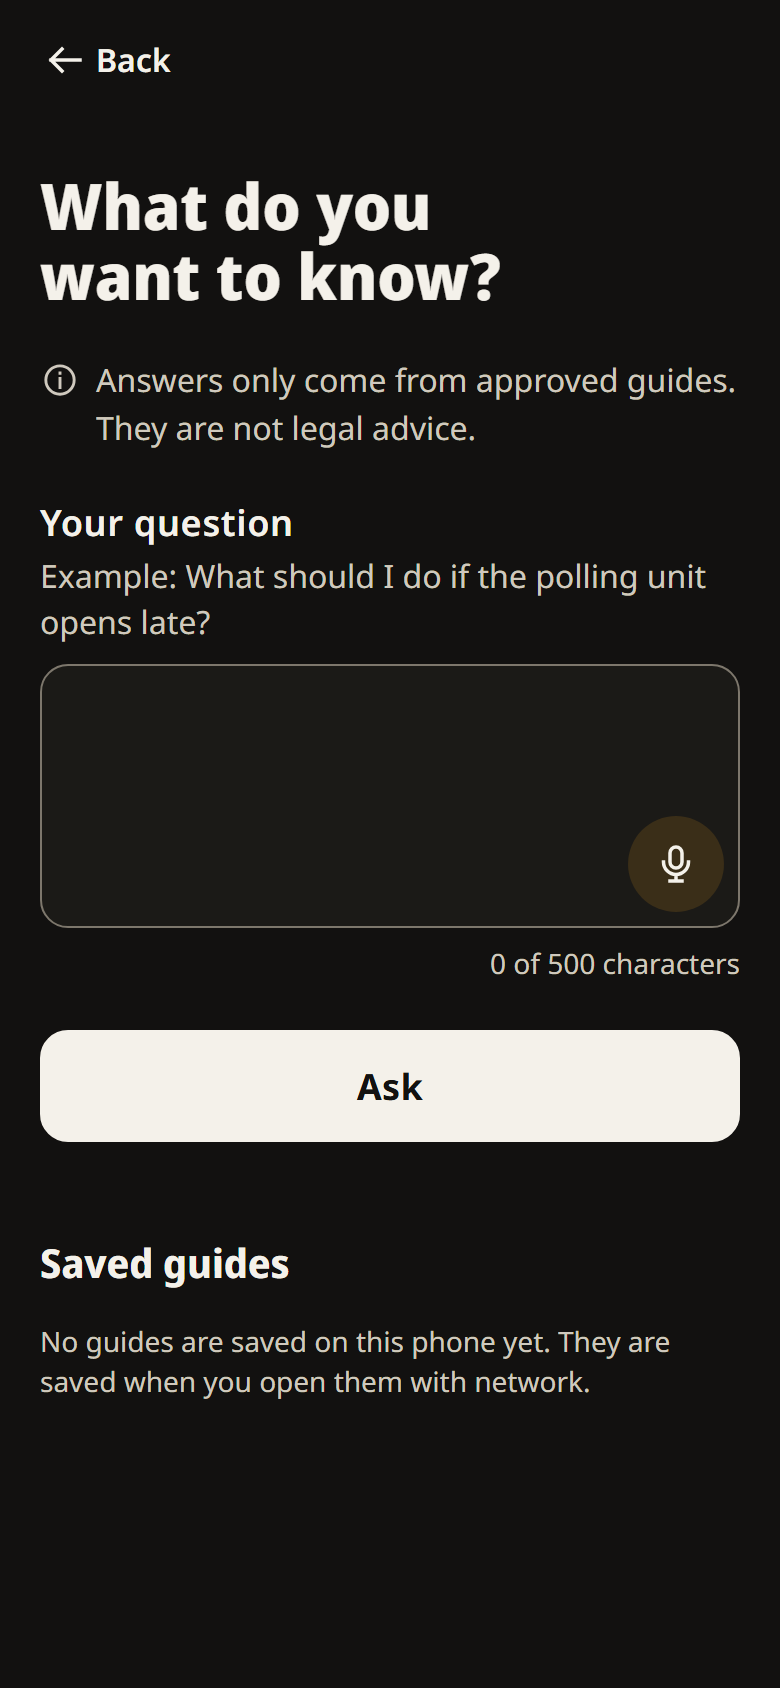 Back
What do you
want to know?
Answers only come from approved guides.
They are not legal advice.
Your question
Example: What should I do if the polling unit
opens late?
0 of 500 characters
Ask
Saved guides
No guides are saved on this phone yet. They are
saved when you open them with network.